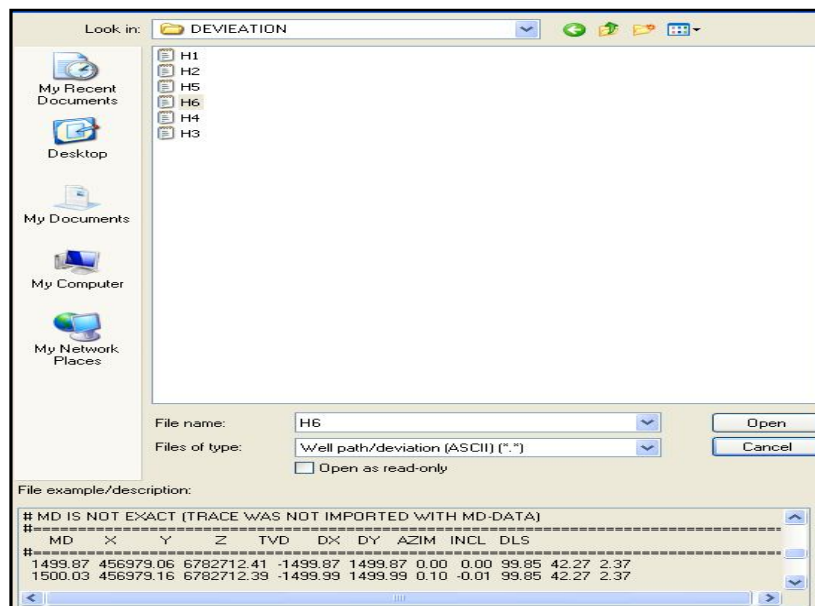 Look in: DEVIEATION
My Recent
Documents
Desktop
My Documents
My Computer
My Network
Places
H1
H2
H5
H6
H4
H3
File name: H6 Open
Files of type: Well path/deviation (ASCII) (*.*) Cancel
Open as read-only
File example/description:
# MD IS NOT EXACT (TRACE WAS NOT IMPORTED WITH MD-DATA)
#==========================================================
MD X Y Z TVD DX DY AZIM INCL DLS
#==========================================================
1499.87 456979.06 6782712.41 -1499.87 1499.87 0.00 0.00 99.85 42.27 2.37
1500.03 456979.16 6782712.39 -1499.99 1499.99 0.10 -0.01 99.85 42.27 2.37